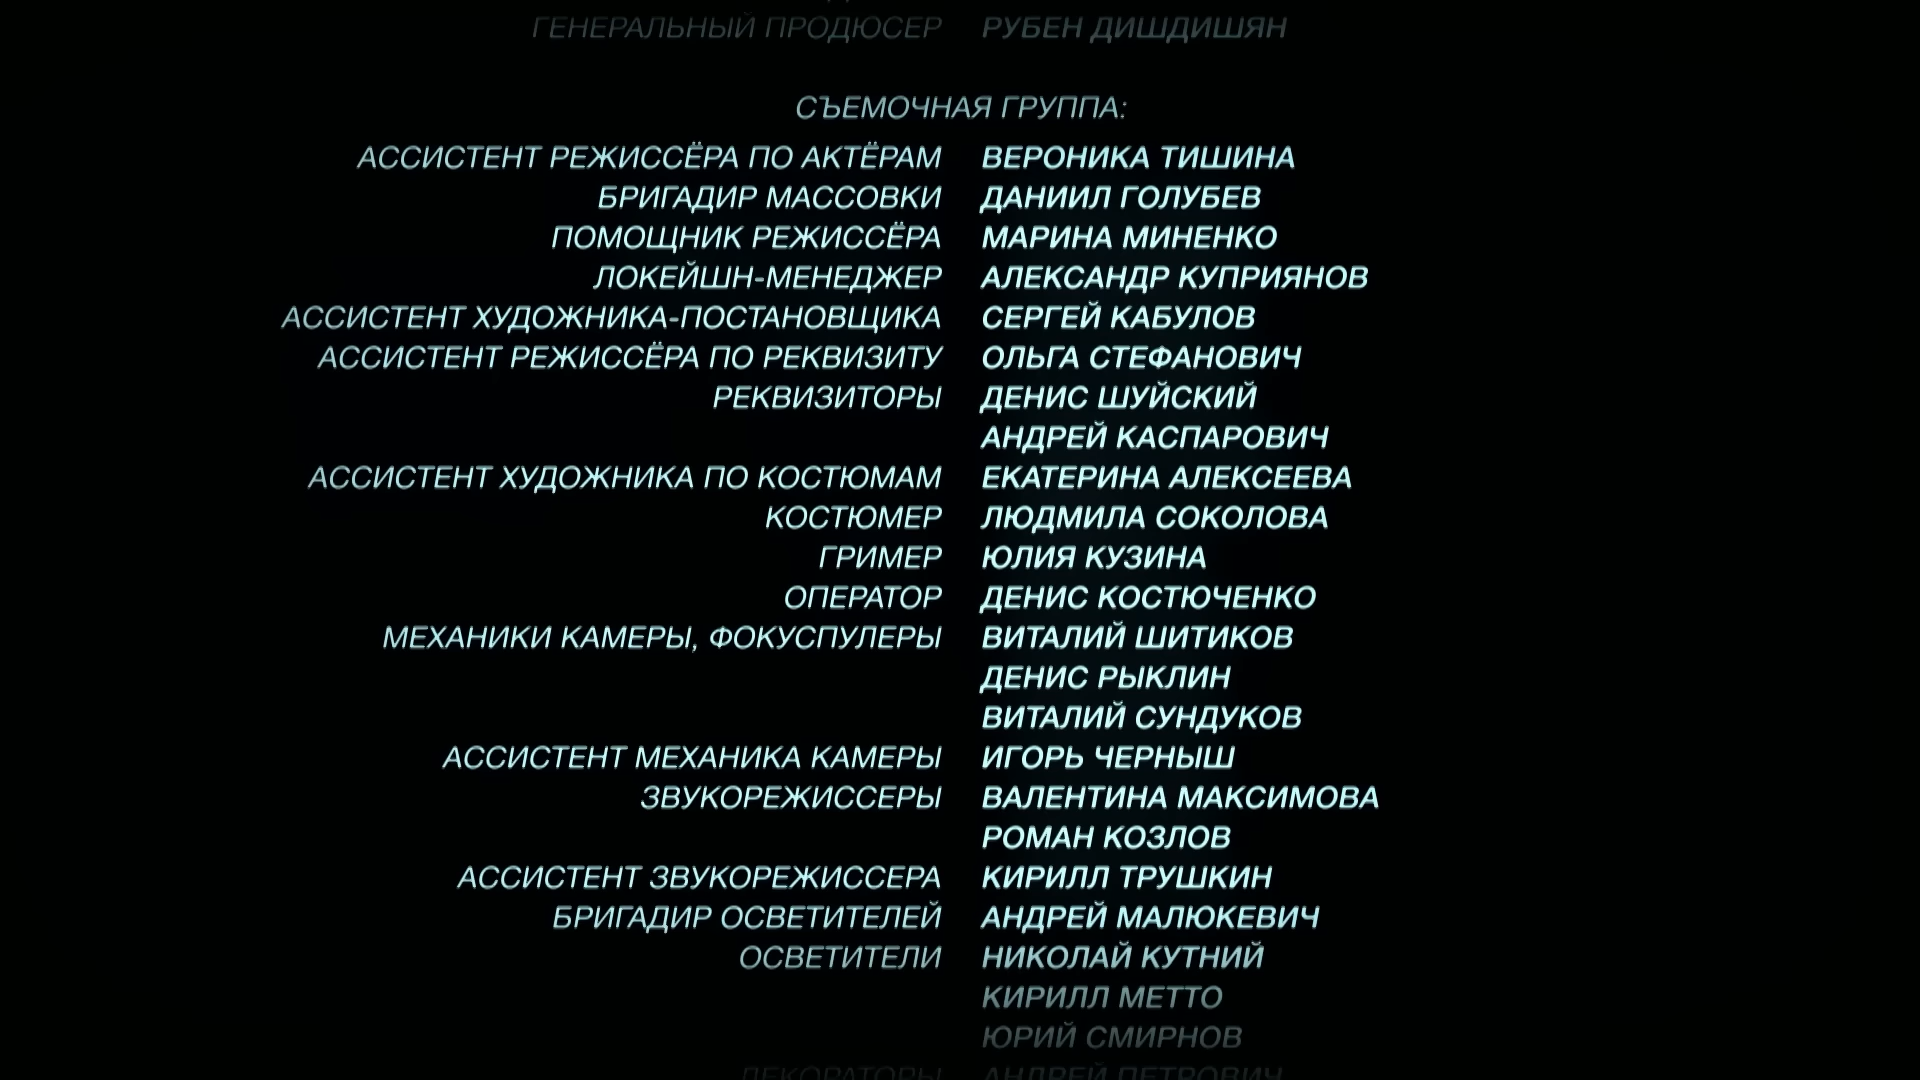 ГЕНЕРАЛЬНЫЙ ПРОДЮСЕР РУБЕН ДИШДИШЯН
СЪЕМОЧНАЯ ГРУППА:
АССИСТЕНТ РЕЖИССЁРА ПО АКТЁРАМ ВЕРОНИКА ТИШИНА
БРИГАДИР МАССОВКИ ДАНИИЛ ГОЛУБЕВ
ПОМОЩНИК РЕЖИССЁРА МАРИНА МИНЕНКО
ЛОКЕЙШН-МЕНЕДЖЕР АЛЕКСАНДР КУПРИЯНОВ
АССИСТЕНТ ХУДОЖНИКА-ПОСТАНОВЩИКА СЕРГЕЙ КАБУЛОВ
АССИСТЕНТ РЕЖИССЁРА ПО РЕКВИЗИТУ ОЛЬГА СТЕФАНОВИЧ
РЕКВИЗИТОРЫ ДЕНИС ШУЙСКИЙ
АНДРЕЙ КАСПАРОВИЧ
АССИСТЕНТ ХУДОЖНИКА ПО КОСТЮМАМ ЕКАТЕРИНА АЛЕКСЕЕВА
КОСТЮМЕР ЛЮДМИЛА СОКОЛОВА
ГРИМЕР ЮЛИЯ КУЗИНА
ОПЕРАТОР ДЕНИС КОСТЮЧЕНКО
МЕХАНИКИ КАМЕРЫ, ФОКУСПУЛЕРЫ ВИТАЛИЙ ШИТИКОВ
ДЕНИС РЫКЛИН
ВИТАЛИЙ СУНДУКОВ
АССИСТЕНТ МЕХАНИКА КАМЕРЫ ИГОРЬ ЧЕРНЫШ
ЗВУКОРЕЖИССЕРЫ ВАЛЕНТИНА МАКСИМОВА
РОМАН КОЗЛОВ
АССИСТЕНТ ЗВУКОРЕЖИССЕРА КИРИЛЛ ТРУШКИН
БРИГАДИР ОСВЕТИТЕЛЕЙ АНДРЕЙ МАЛЮКЕВИЧ
ОСВЕТИТЕЛИ НИКОЛАЙ КУТНИЙ
КИРИЛЛ МЕТТО
ЮРИЙ СМИРНОВ
ДЕКОРАТОРЫ АНДРЕЙ ПЕТРОВИЧ